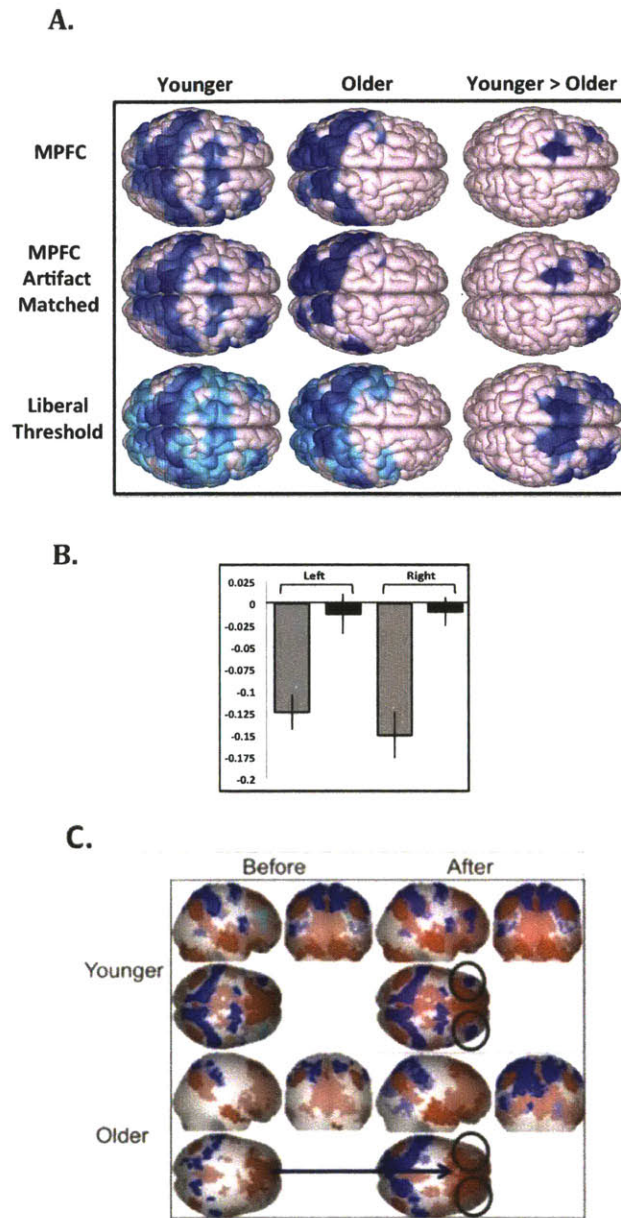 A.
Younger Older Younger > Older
MPFC
MPFC
Artifact
Matched
Liberal
Threshold
B.
Left Right
0.025
0
-0.025
-0.05
-0.075
-0.1
-0.125
-0.15
-0.175
-0.2
C.
Before After
Younger
Older